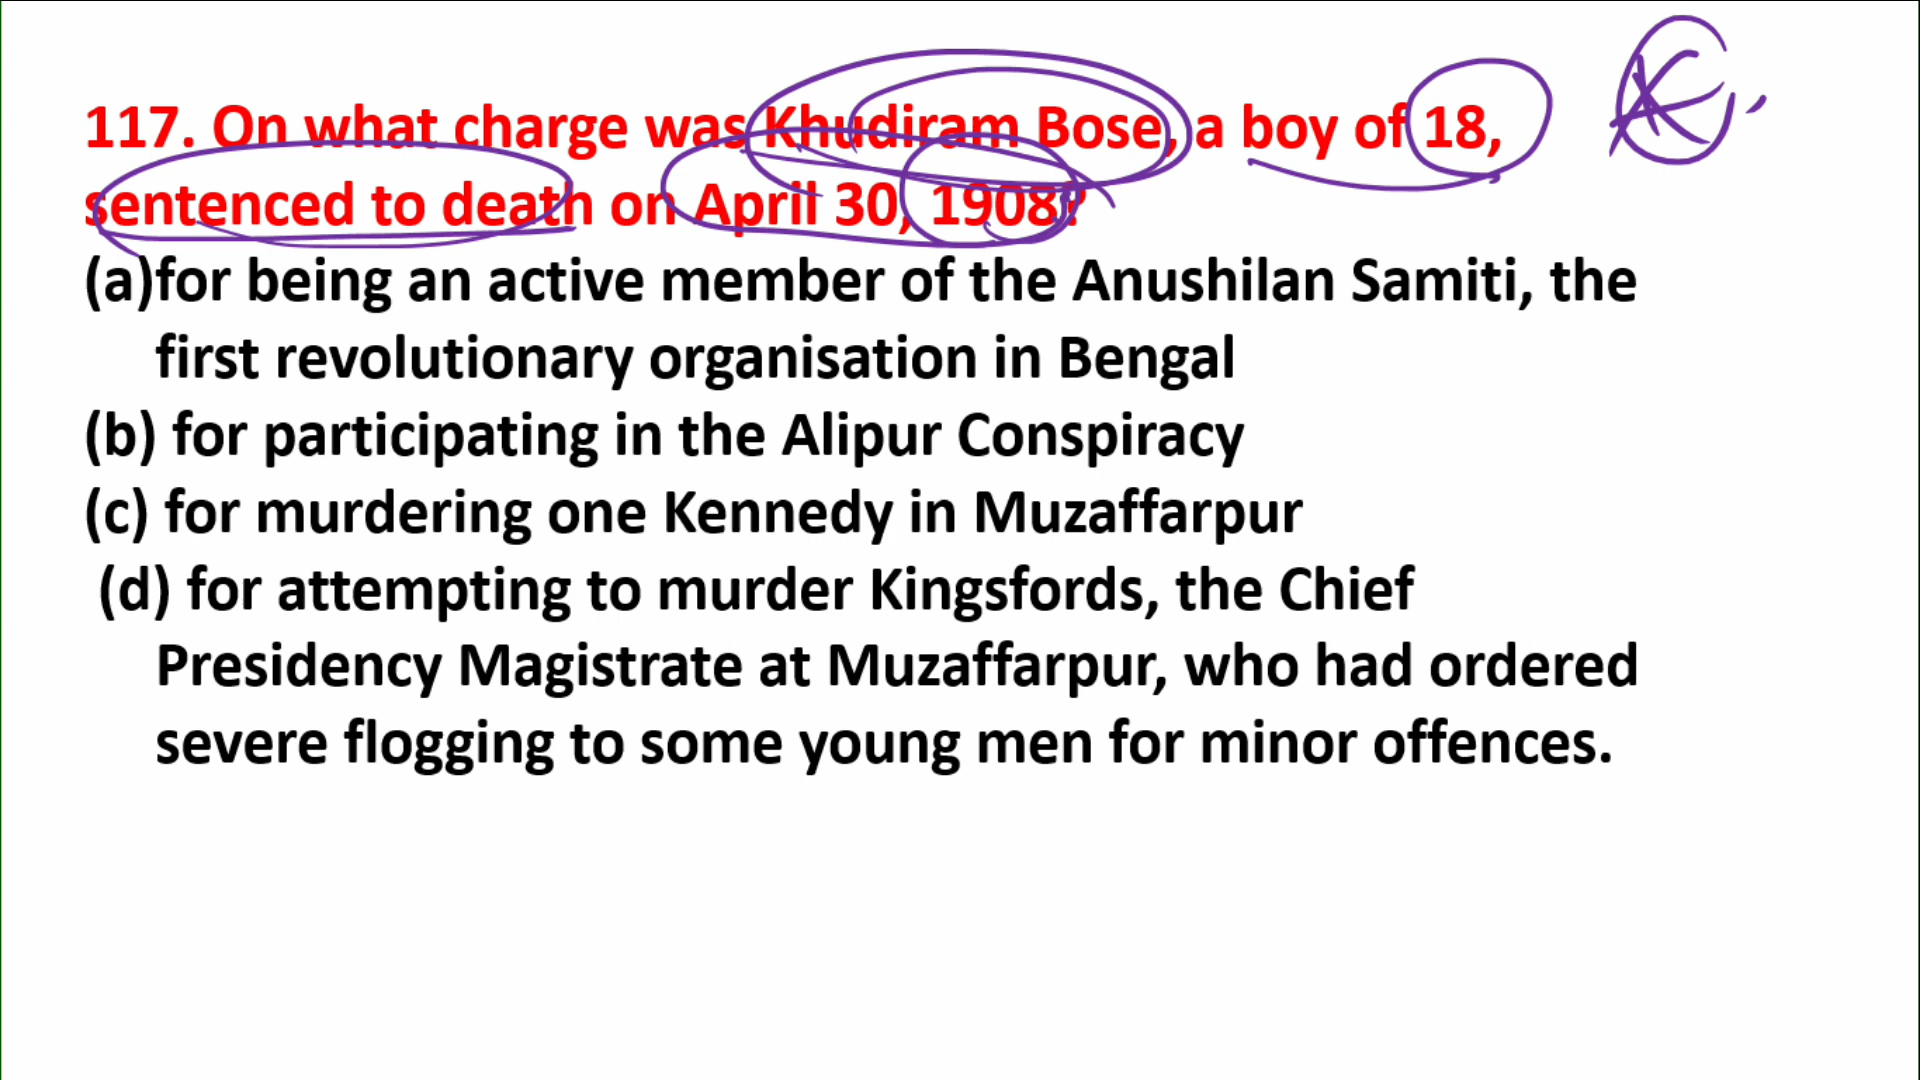 117. On what charge was Khudiram Bose, a boy of 18,
sentenced to death on April 30, 1908?
(a)for being an active member of the Anushilan Samiti, the
first revolutionary organisation in Bengal
(b) for participating in the Alipur Conspiracy
(c) for murdering one Kennedy in Muzaffarpur
(d) for attempting to murder Kingsfords, the Chief
Presidency Magistrate at Muzaffarpur, who had ordered
severe flogging to some young men for minor offences.